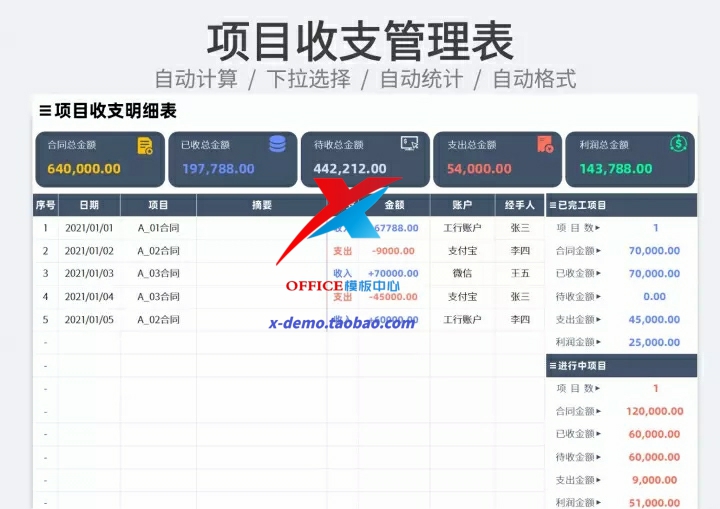 项目收支管理表
自动计算 / 下拉选择 / 自动统计 / 自动格式
≡项目收支明细表
合同总金额 已收总金额 待收总金额 支出总金额 利润总金额
640,000.00 197,788.00 442,212.00 54,000.00 143,788.00
序号 日期 项目 摘要 金额 账户 经手人 ≡已完工项目
1 2021/01/01 A_01合同 67788.00 工行账户 张三 项 目 数▸ 1
2 2021/01/02 A_02合同 支出 -9000.00 支付宝 李四 合同金额▸ 70,000.00
3 2021/01/03 A_03合同 收入 +70000.00 微信 王五 已收金额▸ 70,000.00
OFFICE模板中心
4 2021/01/04 A_03合同 支出 -45000.00 支付宝 张三 待收金额▸ 0.00
5 2021/01/05 A_02合同 收入 +60000.00 工行账户 李四 支出金额▸ 45,000.00
x-demo.taobao.com
- 利润金额▸ 25,000.00
- ≡进行中项目
- 项 目 数▸ 1
- 合同金额▸ 120,000.00
- 已收金额▸ 60,000.00
- 待收金额▸ 60,000.00
- 支出金额▸ 9,000.00
- 利润金额▸ 51,000.00